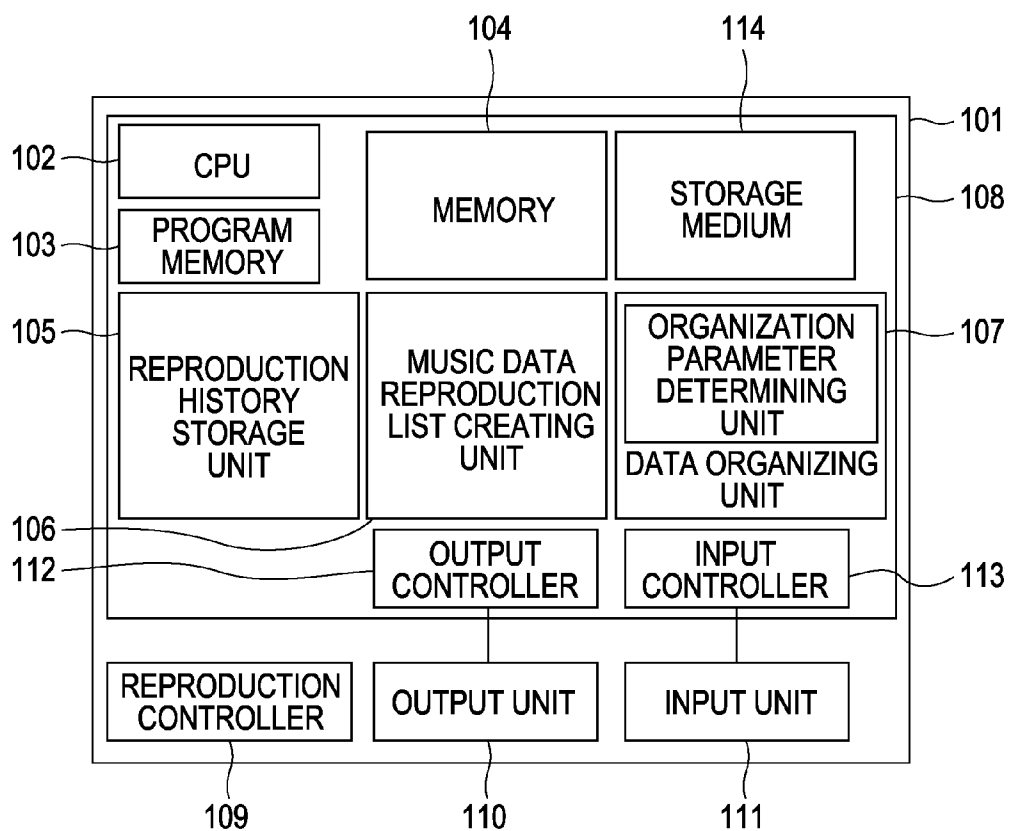 104
114
101
102
CPU
MEMORY
STORAGE
MEDIUM
108
103
PROGRAM
MEMORY
105
REPRODUCTION
HISTORY
STORAGE
UNIT
MUSIC DATA
REPRODUCTION
LIST CREATING
UNIT
ORGANIZATION
PARAMETER
DETERMINING
UNIT
DATA ORGANIZING
UNIT
107
106
112
OUTPUT
CONTROLLER
INPUT
CONTROLLER
113
REPRODUCTION
CONTROLLER
OUTPUT UNIT
INPUT UNIT
109
110
111